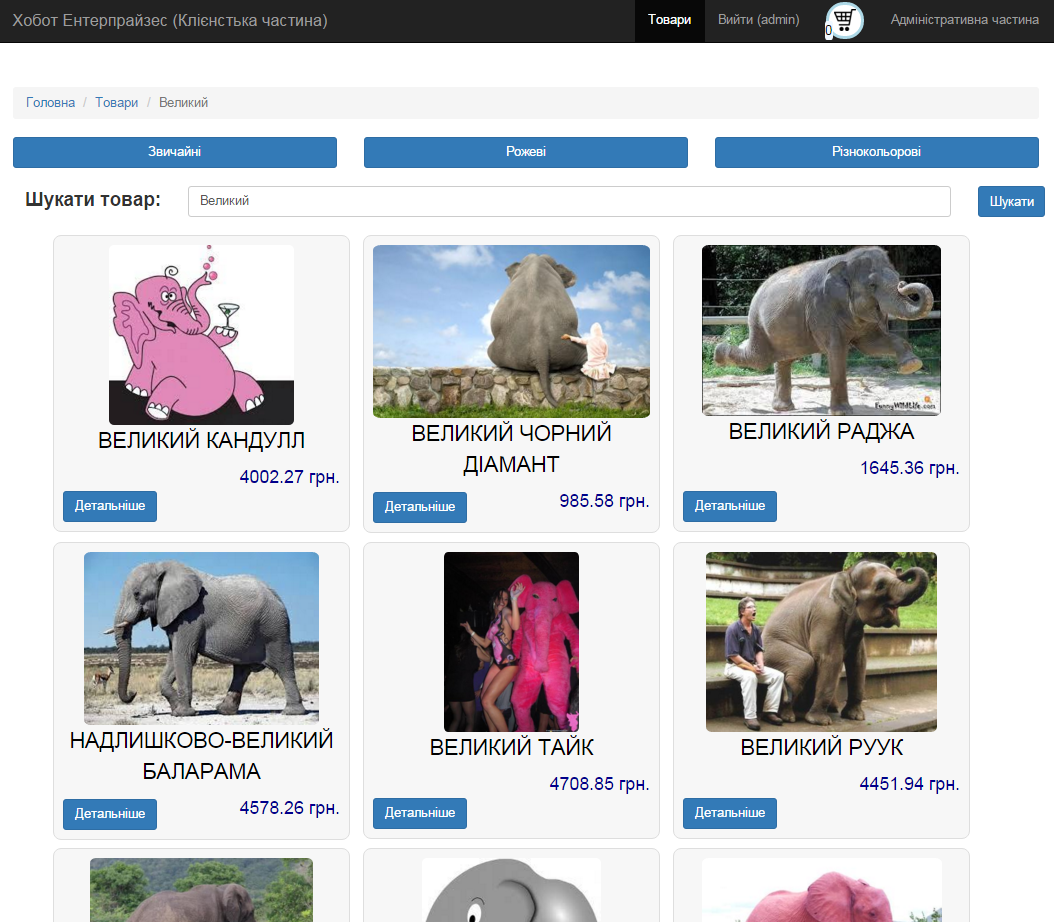 Хобот Ентерпрайзес (Клієнстька частина)
Товари
Вийти (admin)
0
Адміністративна частина
Головна / Товари / Великий
Звичайні
Рожеві
Різнокольорові
Шукати товар:
Великий
Шукати
FunnyWildLife.com
ВЕЛИКИЙ КАНДУЛЛ
4002.27 грн.
Детальніше
ВЕЛИКИЙ ЧОРНИЙ
ДІАМАНТ
985.58 грн.
Детальніше
ВЕЛИКИЙ РАДЖА
1645.36 грн.
Детальніше
НАДЛИШКОВО-ВЕЛИКИЙ
БАЛАРАМА
4578.26 грн.
Детальніше
ВЕЛИКИЙ ТАЙК
4708.85 грн.
Детальніше
ВЕЛИКИЙ РУУК
4451.94 грн.
Детальніше